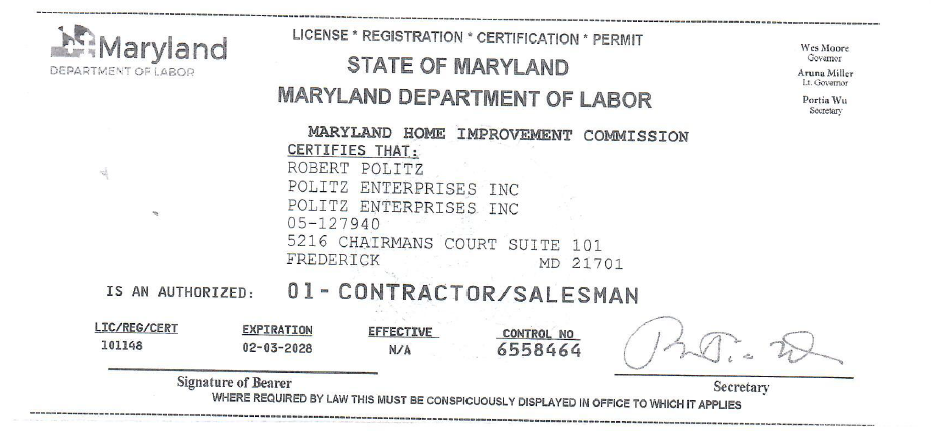 Maryland
DEPARTMENT OF LABOR
LICENSE * REGISTRATION * CERTIFICATION * PERMIT
STATE OF MARYLAND
MARYLAND DEPARTMENT OF LABOR
Wes Moore
Governor
Aruna Miller
Lt. Governor
Portia Wu
Secretary
MARYLAND HOME IMPROVEMENT COMMISSION
CERTIFIES THAT:
ROBERT POLITZ
POLITZ ENTERPRISES INC
POLITZ ENTERPRISES INC
05-127940
5216 CHAIRMANS COURT SUITE 101
FREDERICK MD 21701
IS AN AUTHORIZED: 01- CONTRACTOR/SALESMAN
LIC/REG/CERT EXPIRATION EFFECTIVE CONTROL NO
101148 02-03-2028 N/A 6558464
Signature of Bearer Secretary
WHERE REQUIRED BY LAW THIS MUST BE CONSPICUOUSLY DISPLAYED IN OFFICE TO WHICH IT APPLIES